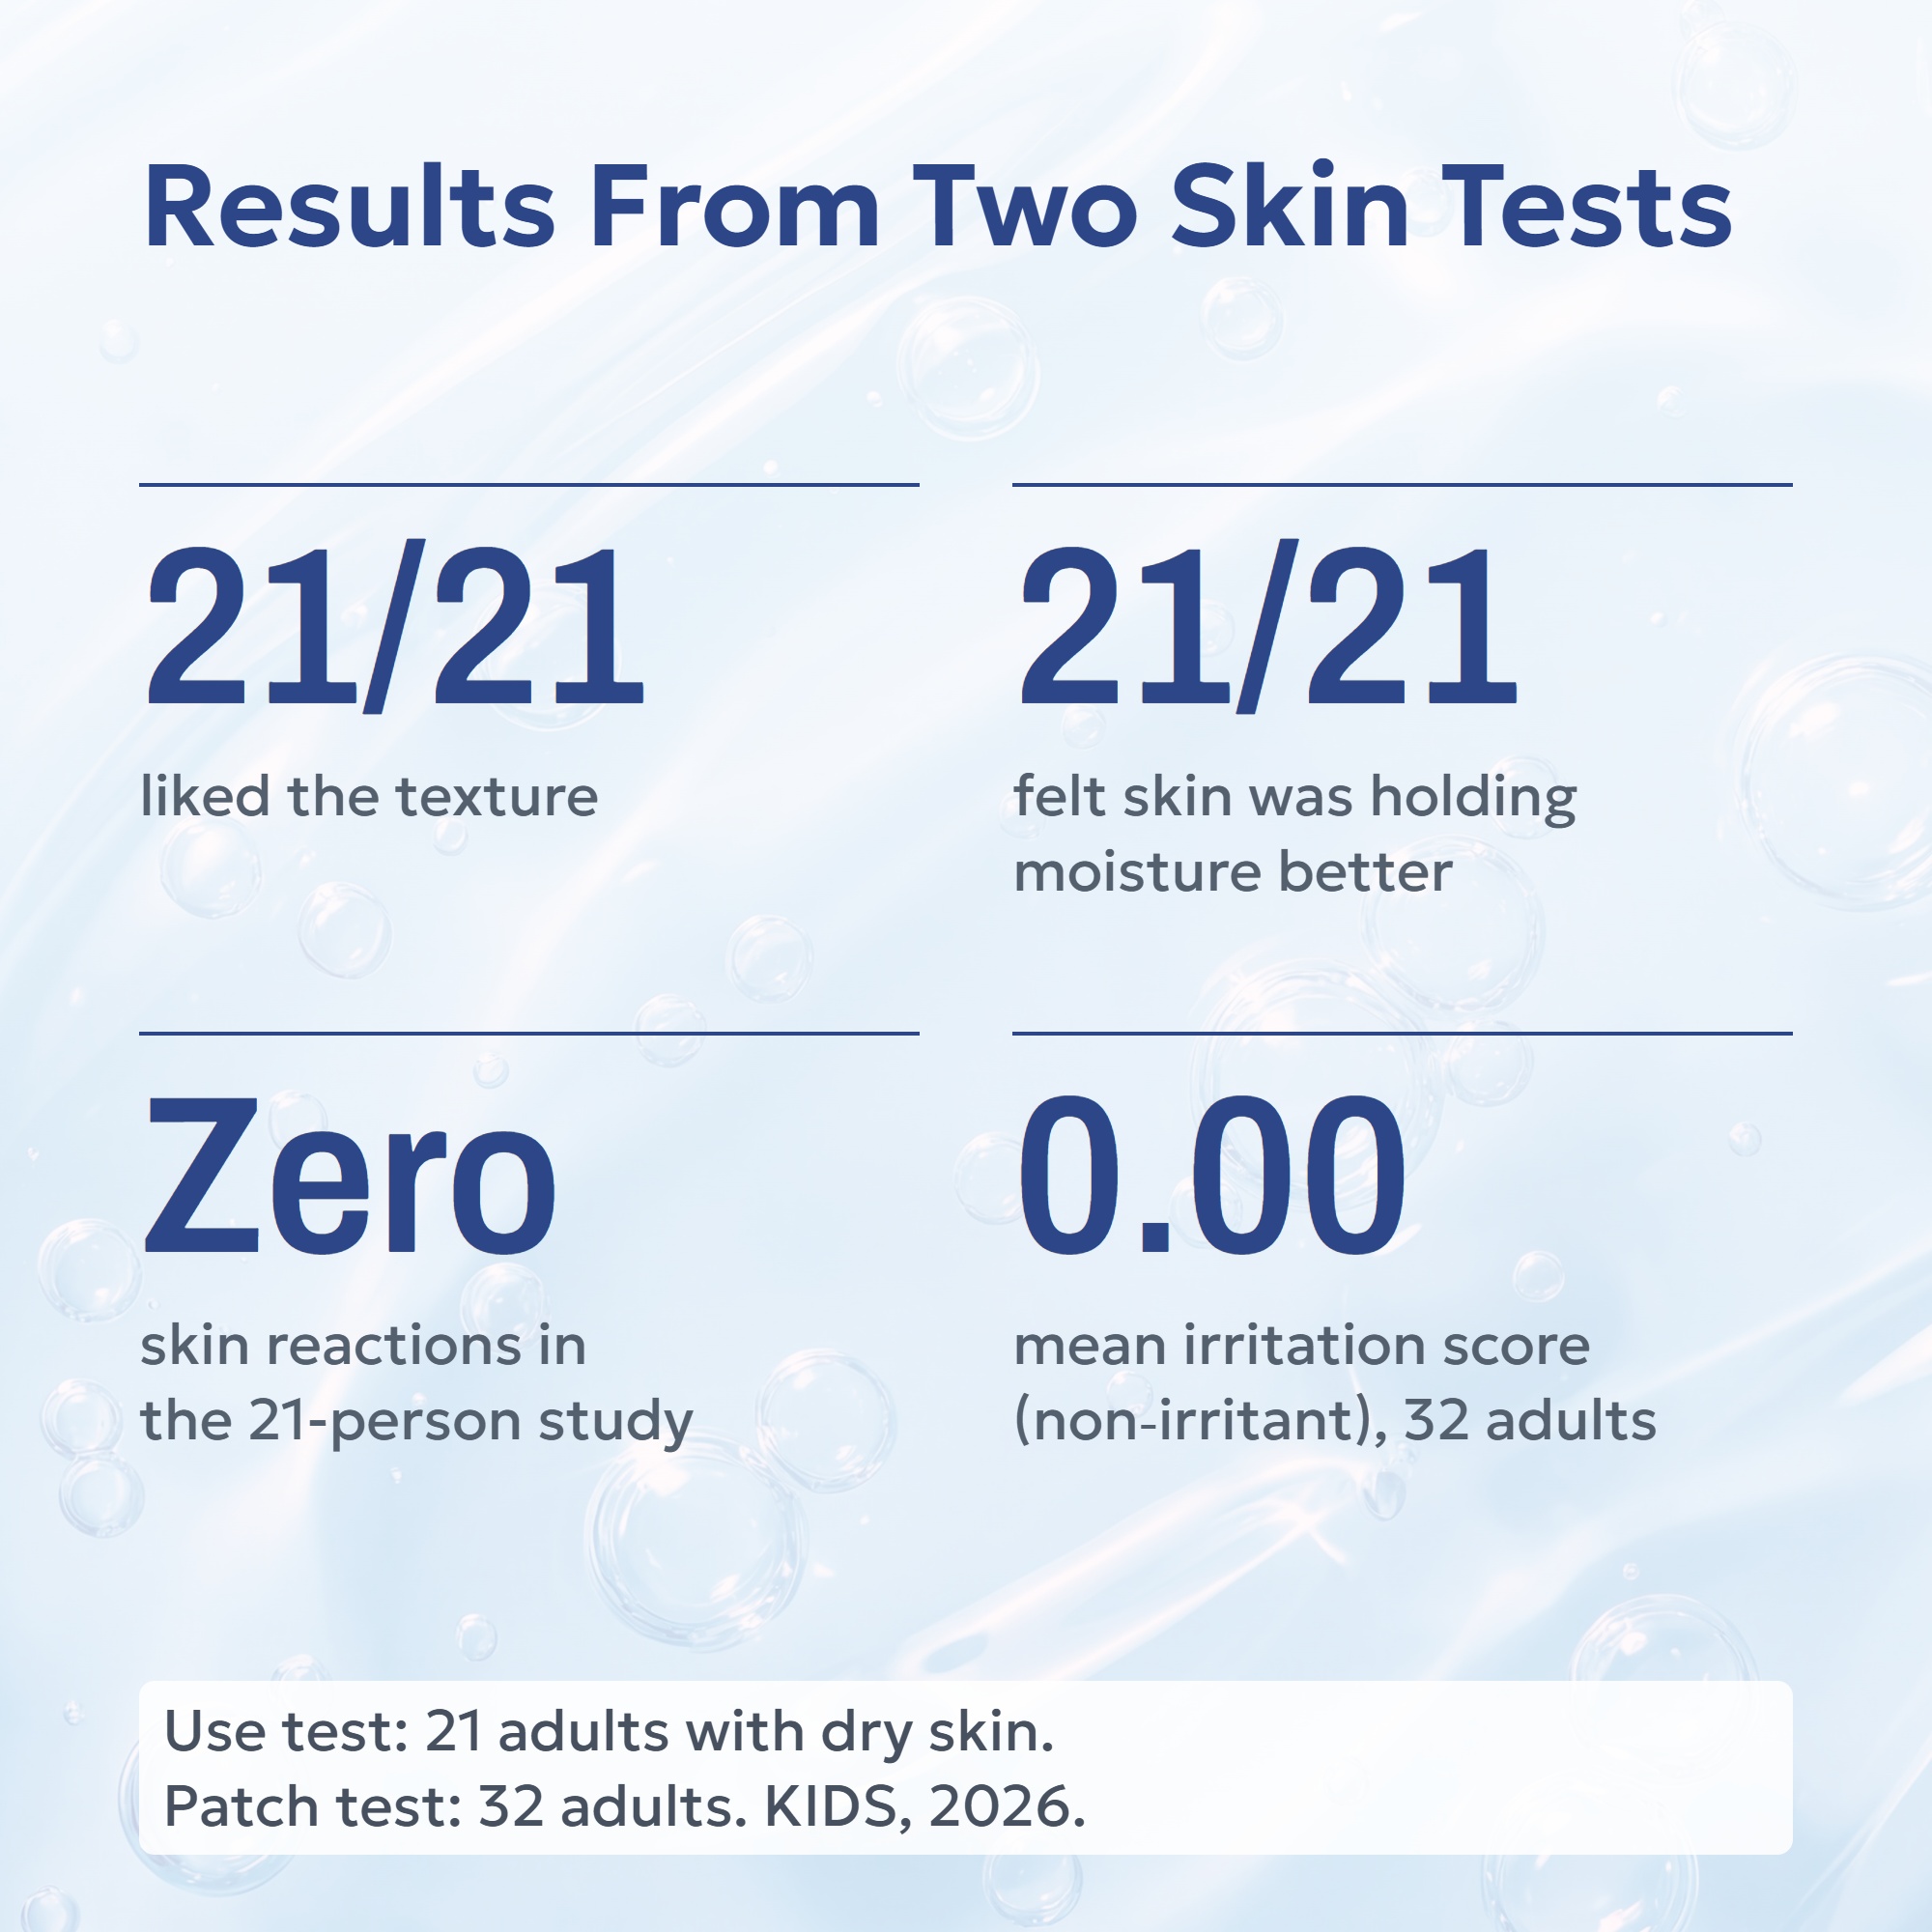 Results From Two Skin Tests
21/21
liked the texture
21/21
felt skin was holding
moisture better
Zero
skin reactions in
the 21-person study
0.00
mean irritation score
(non-irritant), 32 adults
Use test: 21 adults with dry skin.
Patch test: 32 adults. KIDS, 2026.